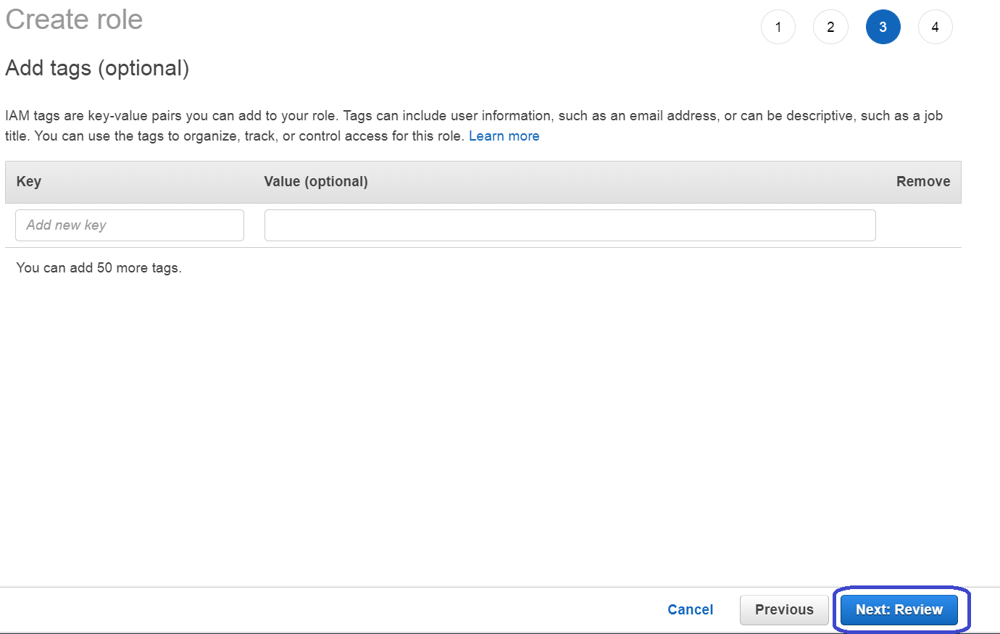 Create role
1 2 3 4
Add tags (optional)
IAM tags are key-value pairs you can add to your role. Tags can include user information, such as an email address, or can be descriptive, such as a job
title. You can use the tags to organize, track, or control access for this role. Learn more
Key Value (optional) Remove
Add new key
You can add 50 more tags.
Cancel Previous Next: Review